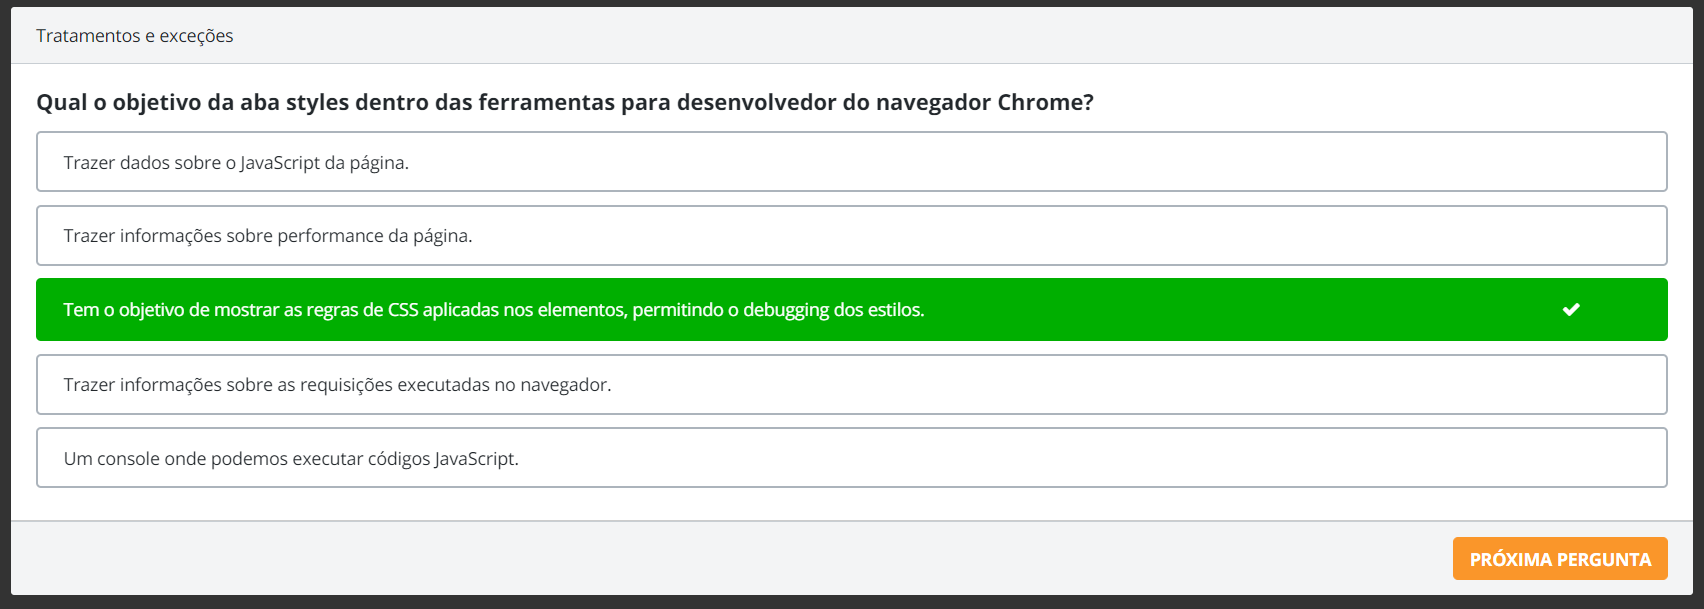 Tratamentos e exceções
Qual o objetivo da aba styles dentro das ferramentas para desenvolvedor do navegador Chrome?
Trazer dados sobre o JavaScript da página.
Trazer informações sobre performance da página.
Tem o objetivo de mostrar as regras de CSS aplicadas nos elementos, permitindo o debugging dos estilos.
Trazer informações sobre as requisições executadas no navegador.
Um console onde podemos executar códigos JavaScript.
PRÓXIMA PERGUNTA